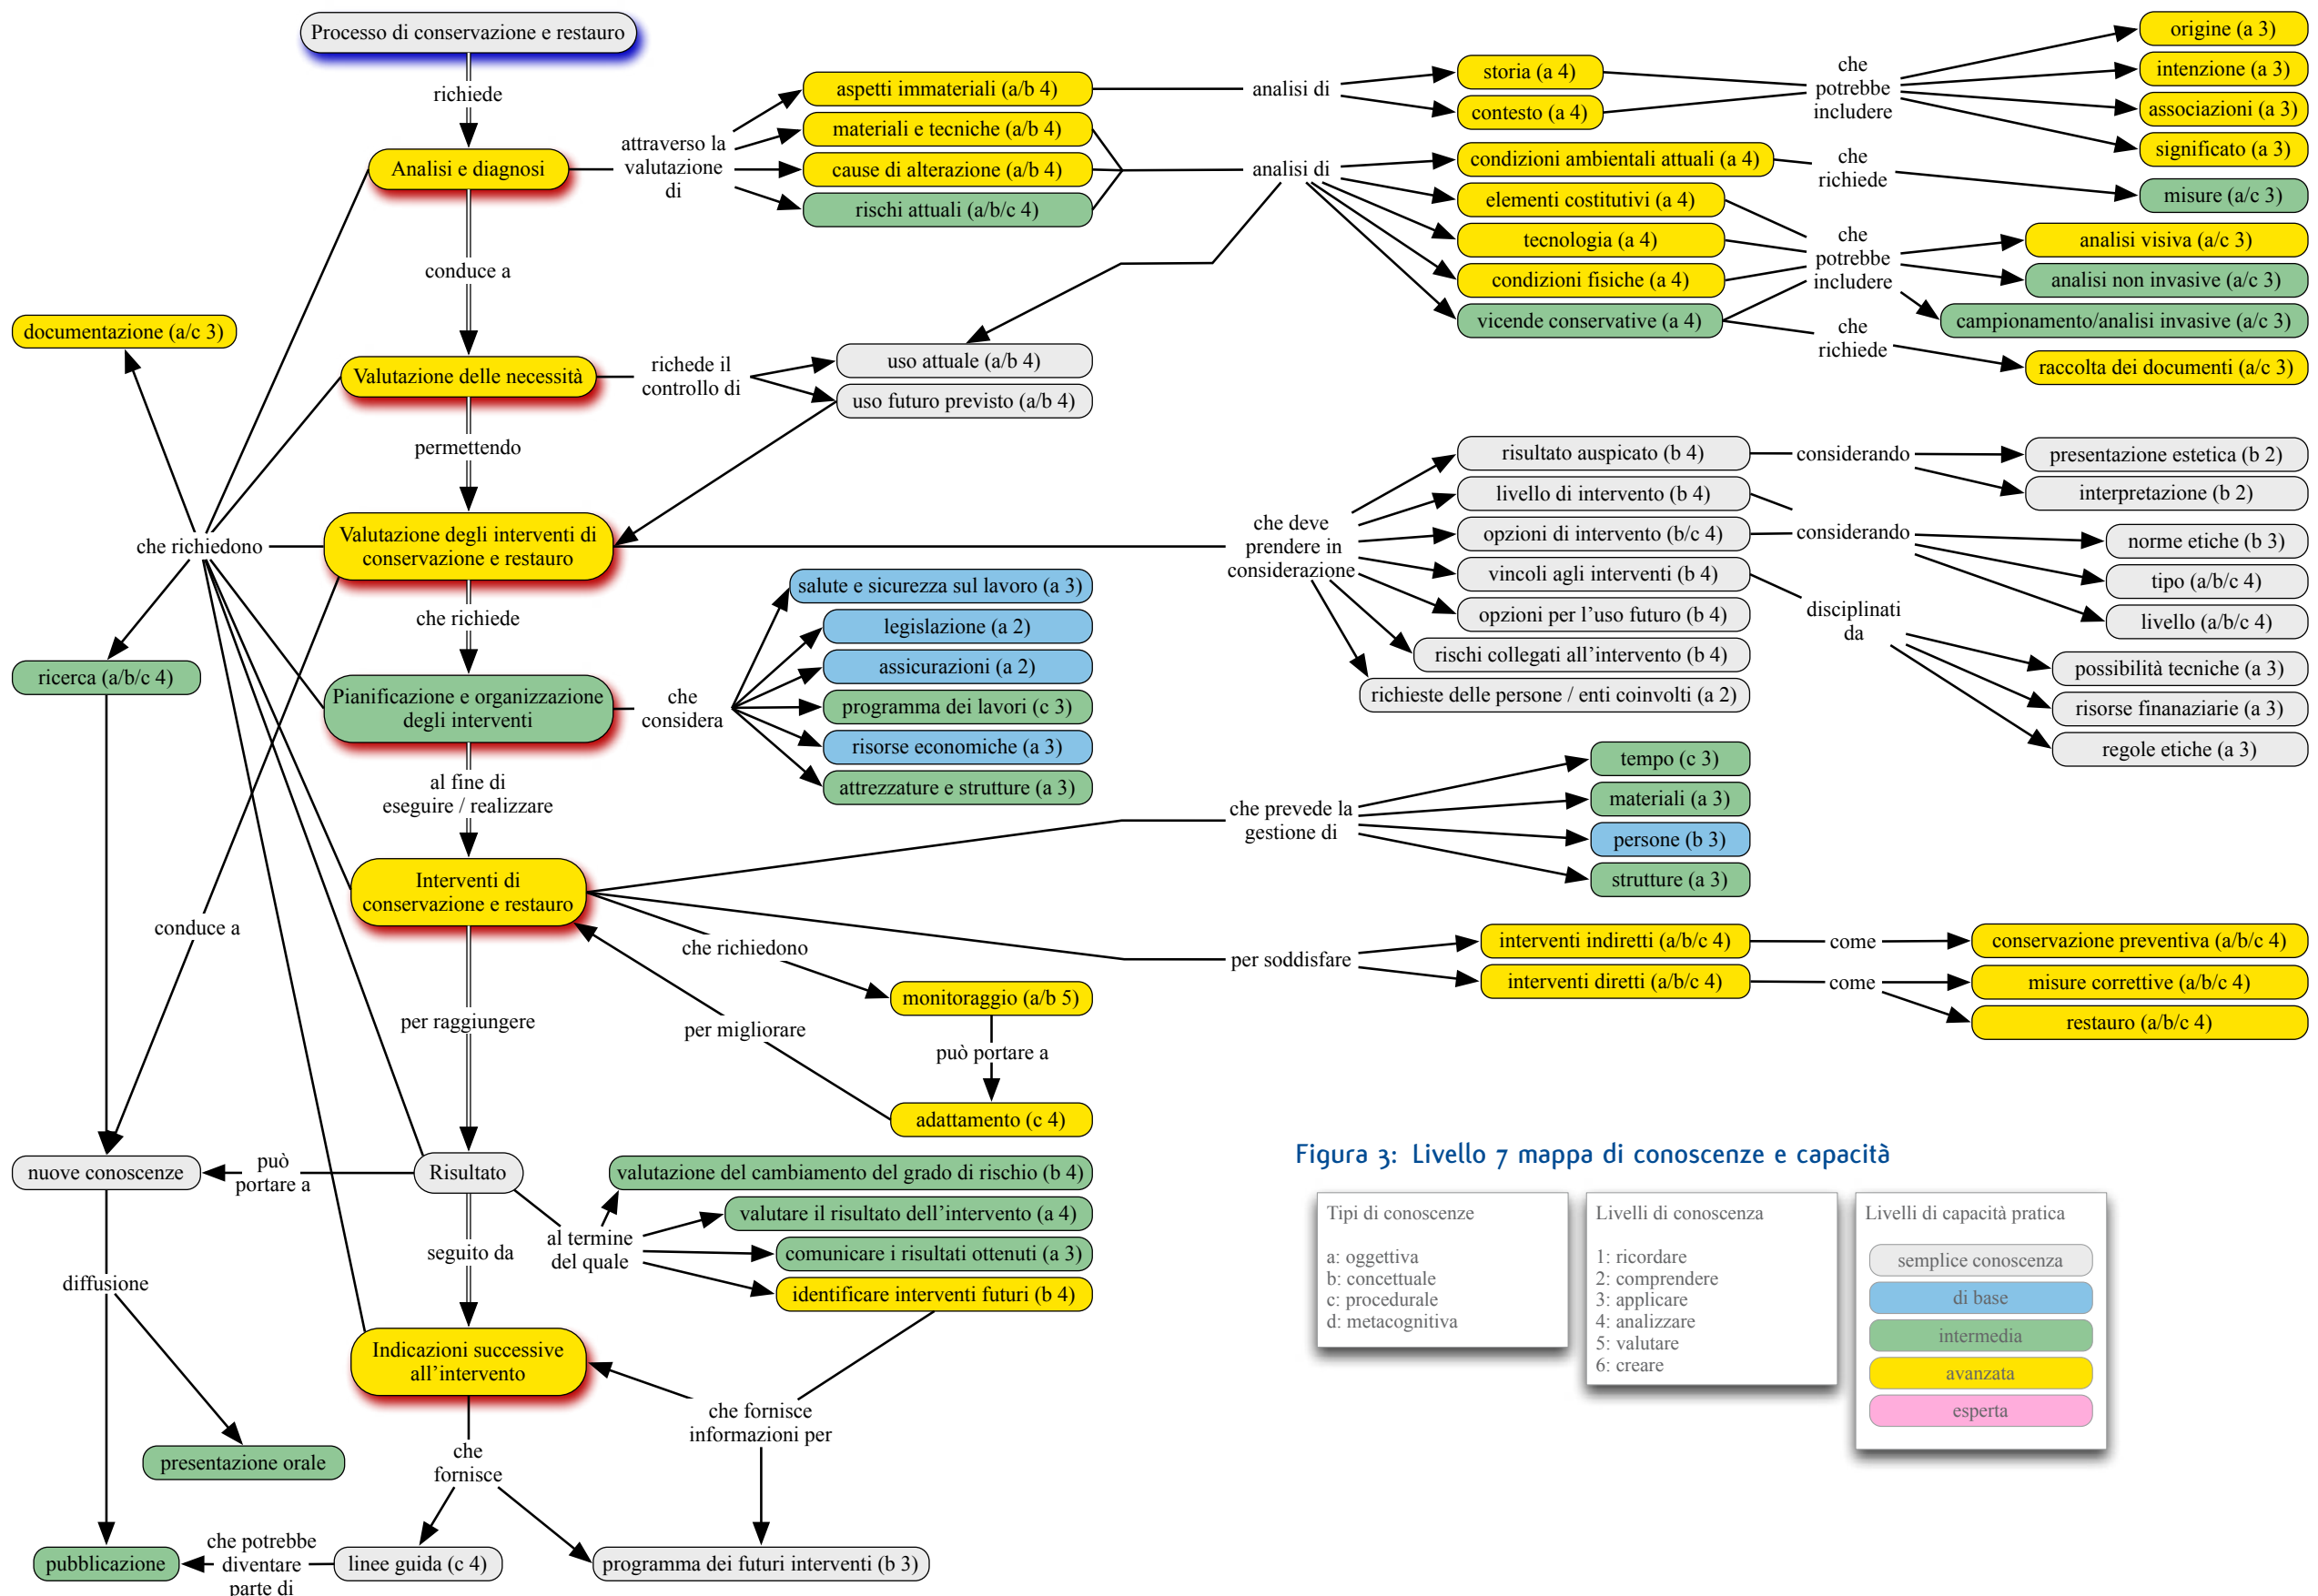 Processo di conservazione e restauro
richiede
Analisi e diagnosi
attraverso la
valutazione
di
aspetti immateriali (a/b 4)
materiali e tecniche (a/b 4)
cause di alterazione (a/b 4)
rischi attuali (a/b/c 4)
analisi di
analisi di
storia (a 4)
contesto (a 4)
che
potrebbe
includere
origine (a 3)
intenzione (a 3)
associazioni (a 3)
significato (a 3)
condizioni ambientali attuali (a 4)
elementi costitutivi (a 4)
tecnologia (a 4)
condizioni fisiche (a 4)
vicende conservative (a 4)
che
richiede
misure (a/c 3)
che
potrebbe
includere
analisi visiva (a/c 3)
analisi non invasive (a/c 3)
campionamento/analisi invasive (a/c 3)
che
richiede
raccolta dei documenti (a/c 3)
conduce a
documentazione (a/c 3)
Valutazione delle necessità
richede il
controllo di
uso attuale (a/b 4)
uso futuro previsto (a/b 4)
permettendo
che richiedono
Valutazione degli interventi di
conservazione e restauro
che deve
prendere in
considerazione
risultato auspicato (b 4)
livello di intervento (b 4)
opzioni di intervento (b/c 4)
vincoli agli interventi (b 4)
opzioni per l'uso futuro (b 4)
rischi collegati all'intervento (b 4)
richieste delle persone / enti coinvolti (a 2)
considerando
presentazione estetica (b 2)
interpretazione (b 2)
considerando
norme etiche (b 3)
tipo (a/b/c 4)
livello (a/b/c 4)
disciplinati
da
possibilità tecniche (a 3)
risorse finanaziarie (a 3)
regole etiche (a 3)
che richiede
ricerca (a/b/c 4)
Pianificazione e organizzazione
degli interventi
che
considera
salute e sicurezza sul lavoro (a 3)
legislazione (a 2)
assicurazioni (a 2)
programma dei lavori (c 3)
risorse economiche (a 3)
attrezzature e strutture (a 3)
al fine di
eseguire / realizzare
che prevede la
gestione di
tempo (c 3)
materiali (a 3)
persone (b 3)
strutture (a 3)
Interventi di
conservazione e restauro
conduce a
che richiedono
per soddisfare
interventi indiretti (a/b/c 4)
interventi diretti (a/b/c 4)
come
conservazione preventiva (a/b/c 4)
come
misure correttive (a/b/c 4)
restauro (a/b/c 4)
monitoraggio (a/b 5)
per raggiungere
per migliorare
può portare a
adattamento (c 4)
nuove conoscenze
può
portare a
Risultato
al termine
del quale
valutazione del cambiamento del grado di rischio (b 4)
valutare il risultato dell'intervento (a 4)
comunicare i risultati ottenuti (a 3)
identificare interventi futuri (b 4)
seguito da
diffusione
Indicazioni successive
all'intervento
che fornisce
informazioni per
che
fornisce
presentazione orale
pubblicazione
che potrebbe
diventare
parte di
linee guida (c 4)
programma dei futuri interventi (b 3)
Figura 3: Livello 7 mappa di conoscenze e capacità
Tipi di conoscenze
a: oggettiva
b: concettuale
c: procedurale
d: metacognitiva
Livelli di conoscenza
1: ricordare
2: comprendere
3: applicare
4: analizzare
5: valutare
6: creare
Livelli di capacità pratica
semplice conoscenza
di base
intermedia
avanzata
esperta